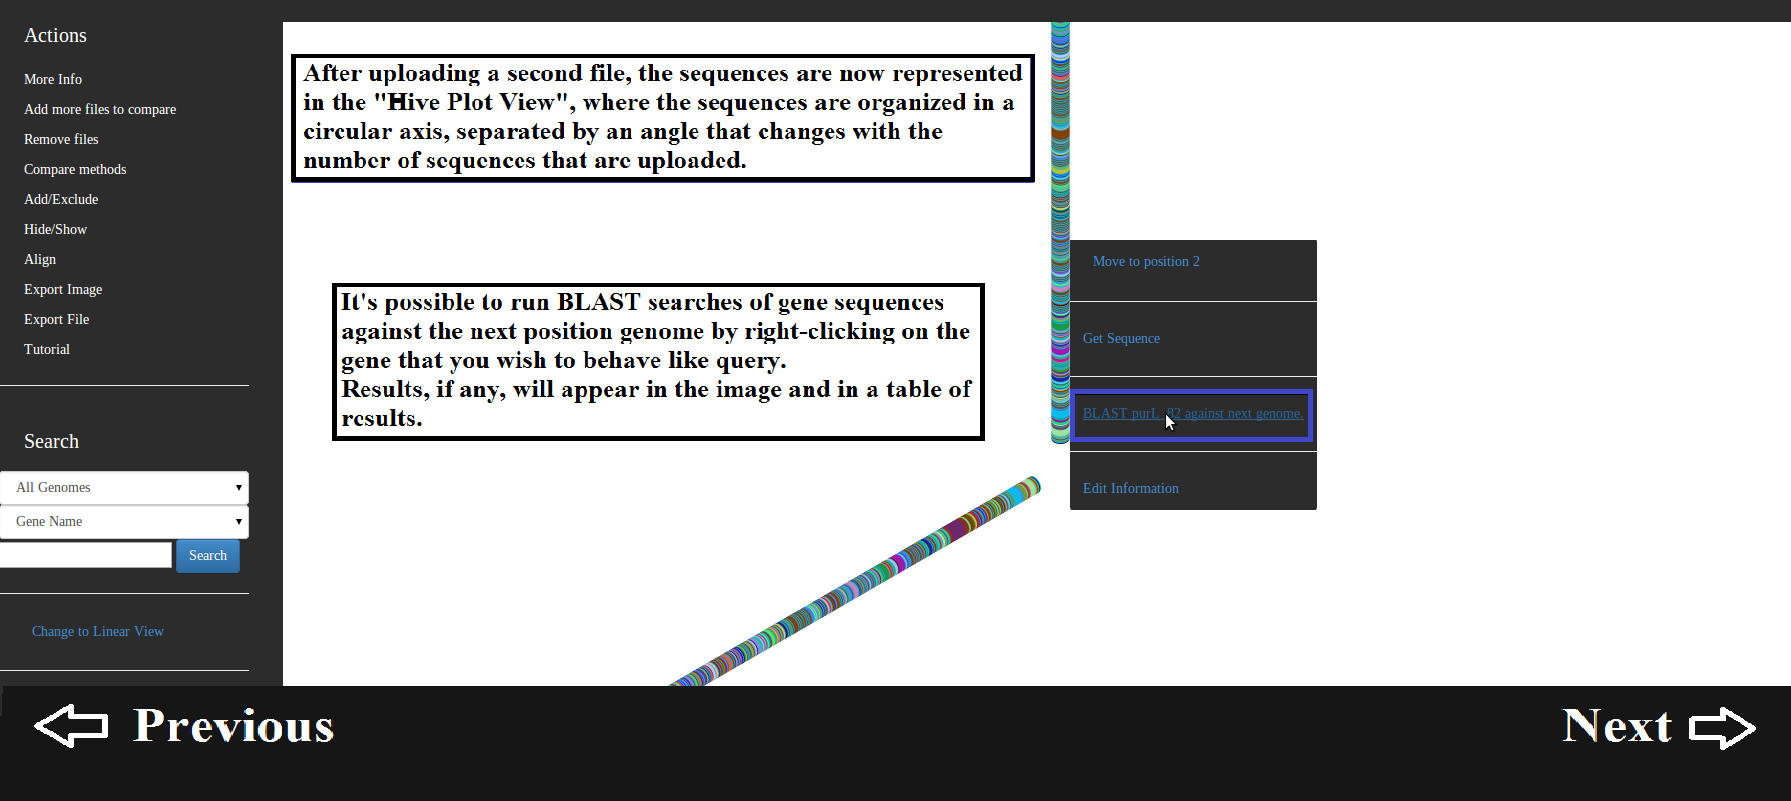 Actions
More Info
Add more files to compare
Remove files
Compare methods
Add/Exclude
Hide/Show
Align
Export Image
Export File
Tutorial
Search
All Genomes
Gene Name
Search
Change to Linear View
After uploading a second file, the sequences are now represented
in the "Hive Plot View", where the sequences are organized in a
circular axis, separated by an angle that changes with the
number of sequences that are uploaded.
It's possible to run BLAST searches of gene sequences
against the next position genome by right-clicking on the
gene that you wish to behave like query.
Results, if any, will appear in the image and in a table of
results.
Move to position 2
Get Sequence
BLAST purL 82 against next genome.
Edit Information
Previous
Next